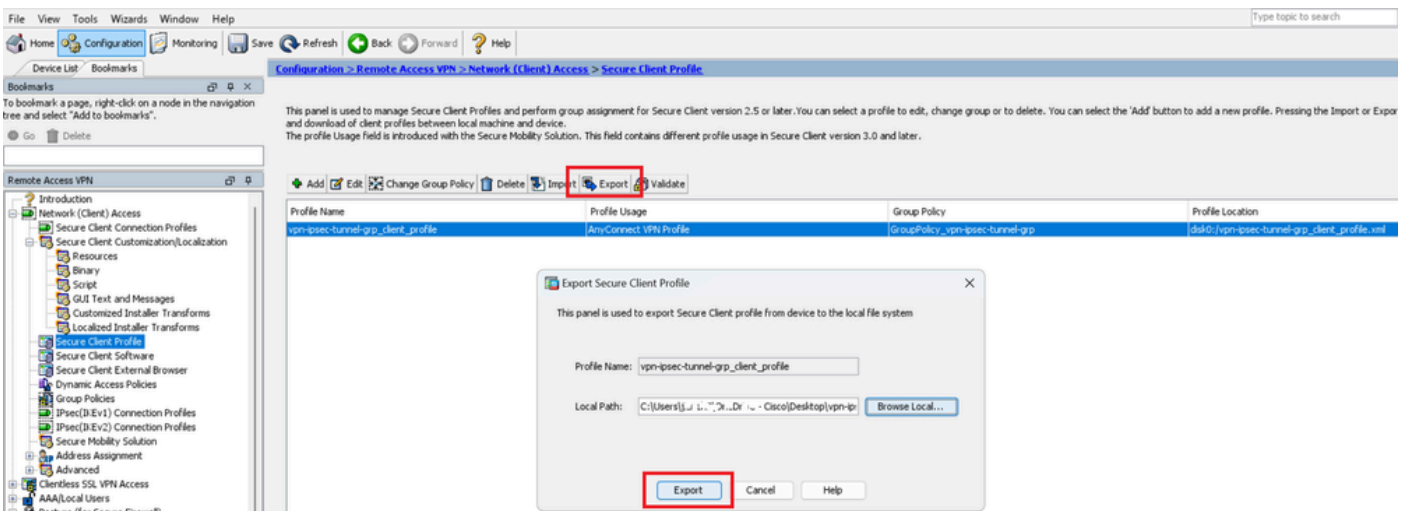 File View Tools Wizards Window Help
Type topic to search
Home Configuration Monitoring Save Refresh Back Forward Help
Device List Bookmarks
Configuration > Remote Access VPN > Network (Client) Access > Secure Client Profile
Bookmarks
To bookmark a page, right-click on a node in the navigation
tree and select "Add to bookmarks".
Go Delete
This panel is used to manage Secure Client Profiles and perform group assignment for Secure Client version 2.5 or later.You can select a profile to edit, change group or to delete. You can select the 'Add' button to add a new profile. Pressing the Import or Expor
and download of client profiles between local machine and device.
The profile Usage field is introduced with the Secure Mobility Solution. This field contains different profile usage in Secure Client version 3.0 and later.
Remote Access VPN
Add Edit Change Group Policy Delete Import Export Validate
Profile Name Profile Usage Group Policy Profile Location
vpn-ipsec-tunnel-grp_client_profile AnyConnect VPN Profile GroupPolicy_vpn-ipsec-tunnel-grp disk0:/vpn-ipsec-tunnel-grp_client_profile.xml
Introduction
Network (Client) Access
Secure Client Connection Profiles
Secure Client Customization/Localization
Resources
Binary
Script
GUI Text and Messages
Customized Installer Transforms
Localized Installer Transforms
Secure Client Profile
Secure Client Software
Secure Client External Browser
Dynamic Access Policies
Group Policies
IPsec(IKEv1) Connection Profiles
IPsec(IKEv2) Connection Profiles
Secure Mobility Solution
Address Assignment
Advanced
Clientless SSL VPN Access
AAA/Local Users
Export Secure Client Profile
This panel is used to export Secure Client profile from device to the local file system
Profile Name: vpn-ipsec-tunnel-grp_client_profile
Local Path: C:\Users\ - Cisco\Desktop\vpn-ip Browse Local...
Export Cancel Help